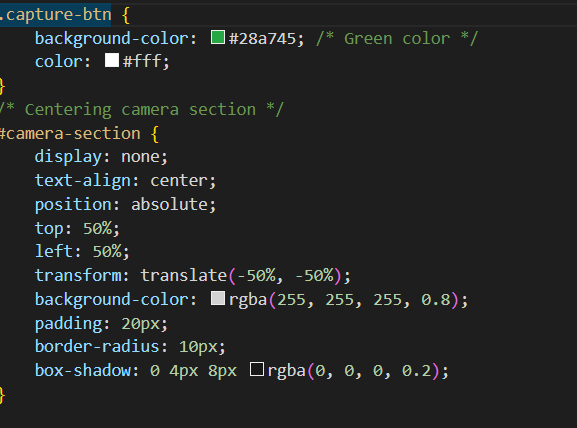 .capture-btn {
    background-color: #28a745; /* Green color */
    color: #fff;
}
/* Centering camera section */
#camera-section {
    display: none;
    text-align: center;
    position: absolute;
    top: 50%;
    left: 50%;
    transform: translate(-50%, -50%);
    background-color: rgba(255, 255, 255, 0.8);
    padding: 20px;
    border-radius: 10px;
    box-shadow: 0 4px 8px rgba(0, 0, 0, 0.2);
}